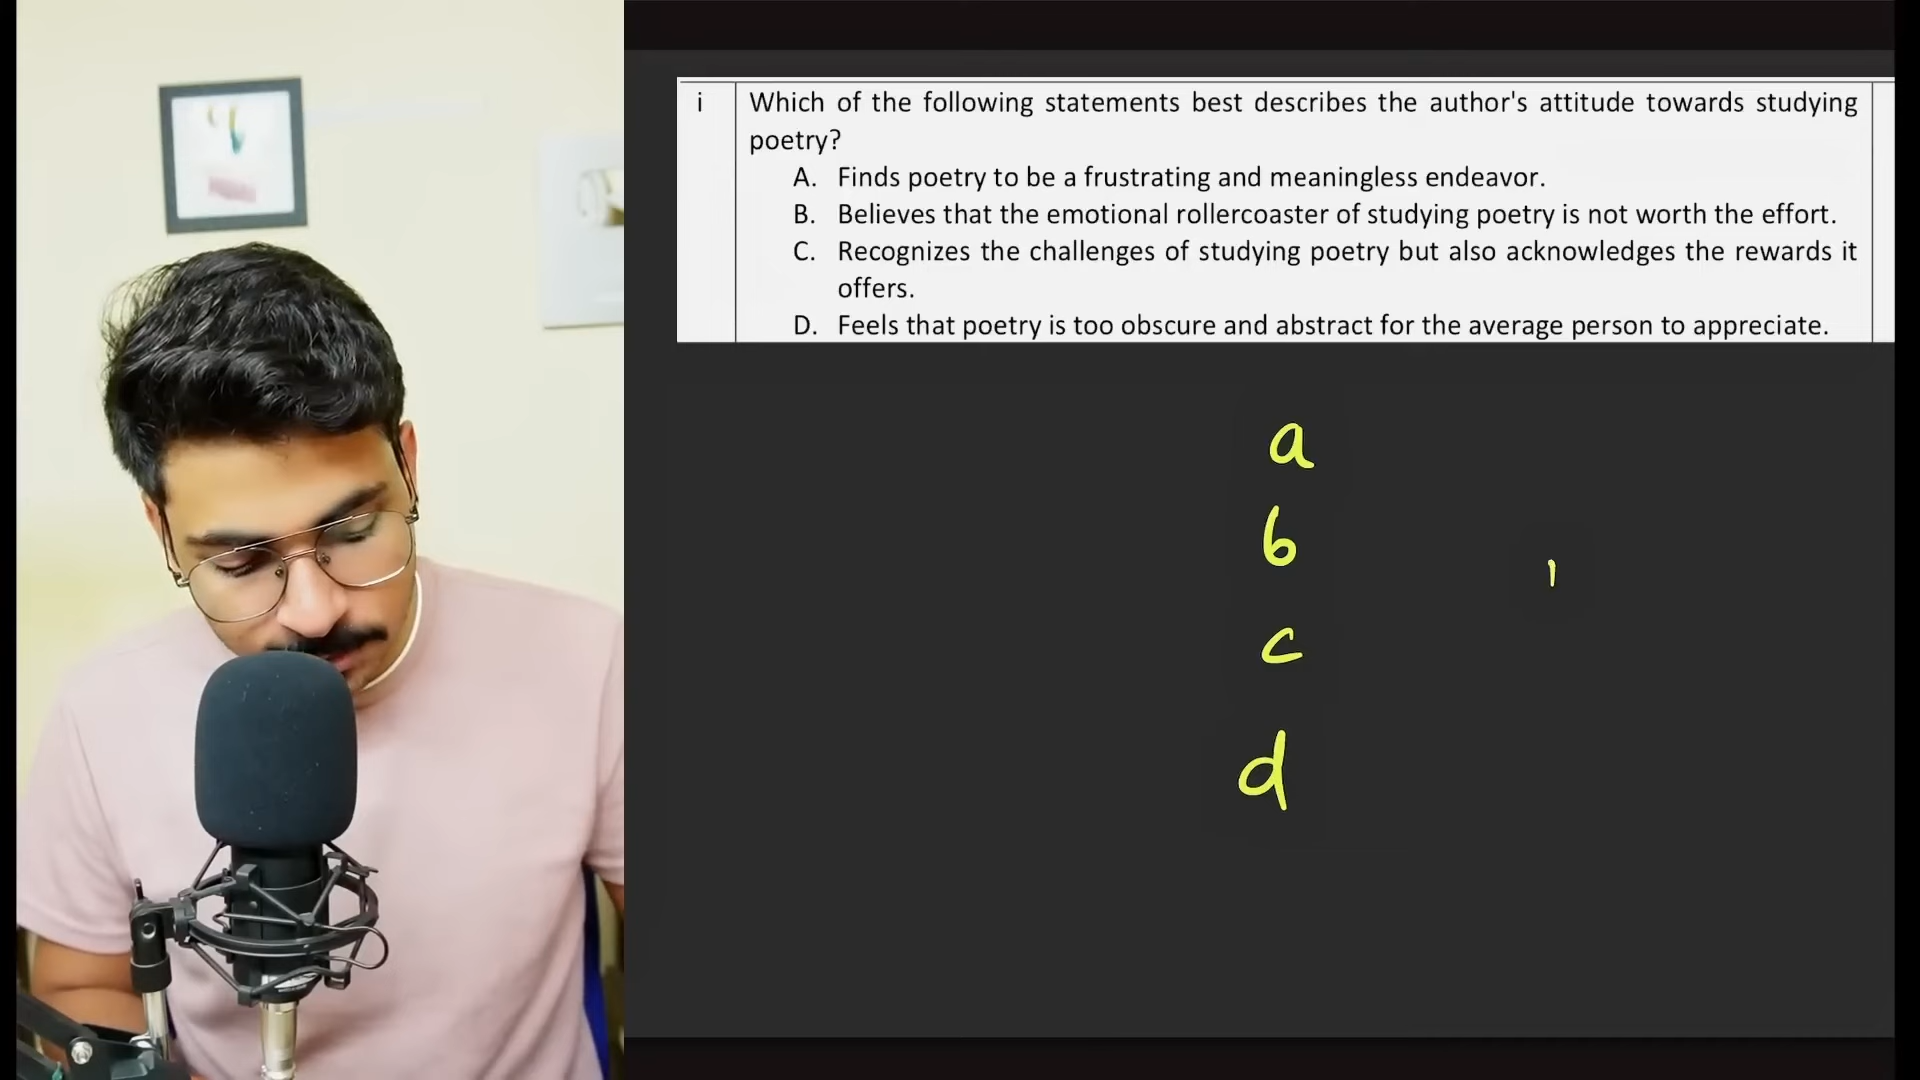 i Which of the following statements best describes the author's attitude towards studying
poetry?
A. Finds poetry to be a frustrating and meaningless endeavor.
B. Believes that the emotional rollercoaster of studying poetry is not worth the effort.
C. Recognizes the challenges of studying poetry but also acknowledges the rewards it
offers.
D. Feels that poetry is too obscure and abstract for the average person to appreciate.
a
b
c
d